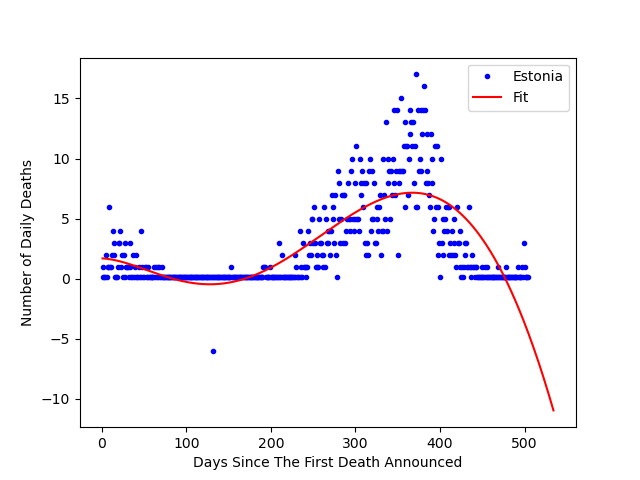 Estonia
Fit
15
10
5
0
−5
−10
Number of Daily Deaths
0 100 200 300 400 500
Days Since The First Death Announced